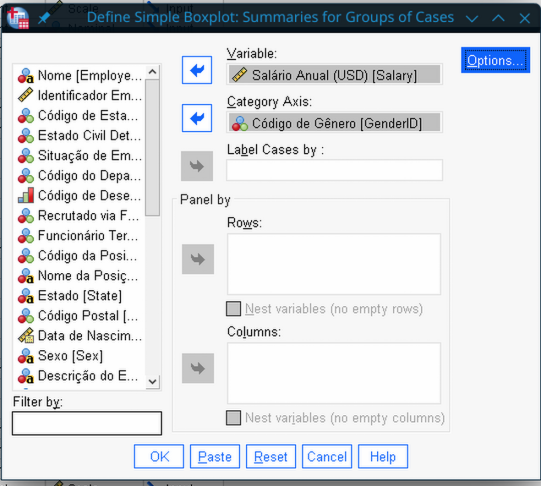 Define Simple Boxplot: Summaries for Groups of Cases
Variable:
Salário Anual (USD) [Salary]
Options...
Category Axis:
Código de Gênero [GenderID]
Label Cases by :
Nome [Employe...
Identificador Em...
Código de Esta...
Estado Civil Det...
Situação de Em...
Código do Depa...
Código de Dese...
Recrutado via F...
Funcionário Ter...
Código da Posi...
Nome da Posiç...
Estado [State]
Código Postal [...
Data de Nascim...
Sexo [Sex]
Descrição do E...
Filter by:
Panel by
Rows:
Nest variables (no empty rows)
Columns:
Nest variables (no empty columns)
OK
Paste
Reset
Cancel
Help